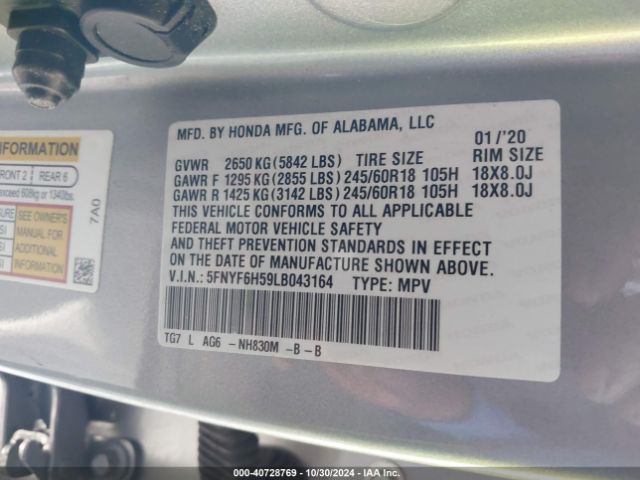 MFD. BY HONDA MFG. OF ALABAMA, LLC 01/'20
GVWR 2650 KG (5842 LBS) TIRE SIZE RIM SIZE
GAWR F 1295 KG (2855 LBS) 245/60R18 105H 18X8.0J
GAWR R 1425 KG (3142 LBS) 245/60R18 105H 18X8.0J
THIS VEHICLE CONFORMS TO ALL APPLICABLE
FEDERAL MOTOR VEHICLE SAFETY
AND THEFT PREVENTION STANDARDS IN EFFECT
ON THE DATE OF MANUFACTURE SHOWN ABOVE.
V.I.N.: 5FNYF6H59LB043164 TYPE: MPV
TG7 L AG6 -NH830M -B-B
INFORMATION
FRONT 2 REAR 6
exceed 608kg or 1340lbs.
SEE OWNER'S
MANUAL FOR
ADDITIONAL
INFORMATION
7A0
000-40728769 - 10/30/2024 - IAA Inc.